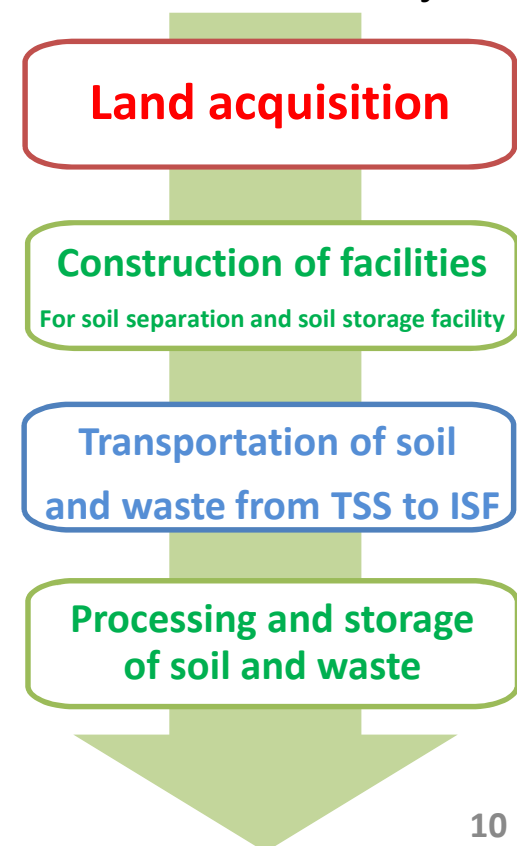 Land acquisition
Construction of facilities
For soil separation and soil storage facility
Transportation of soil
and waste from TSS to ISF
Processing and storage
of soil and waste
10